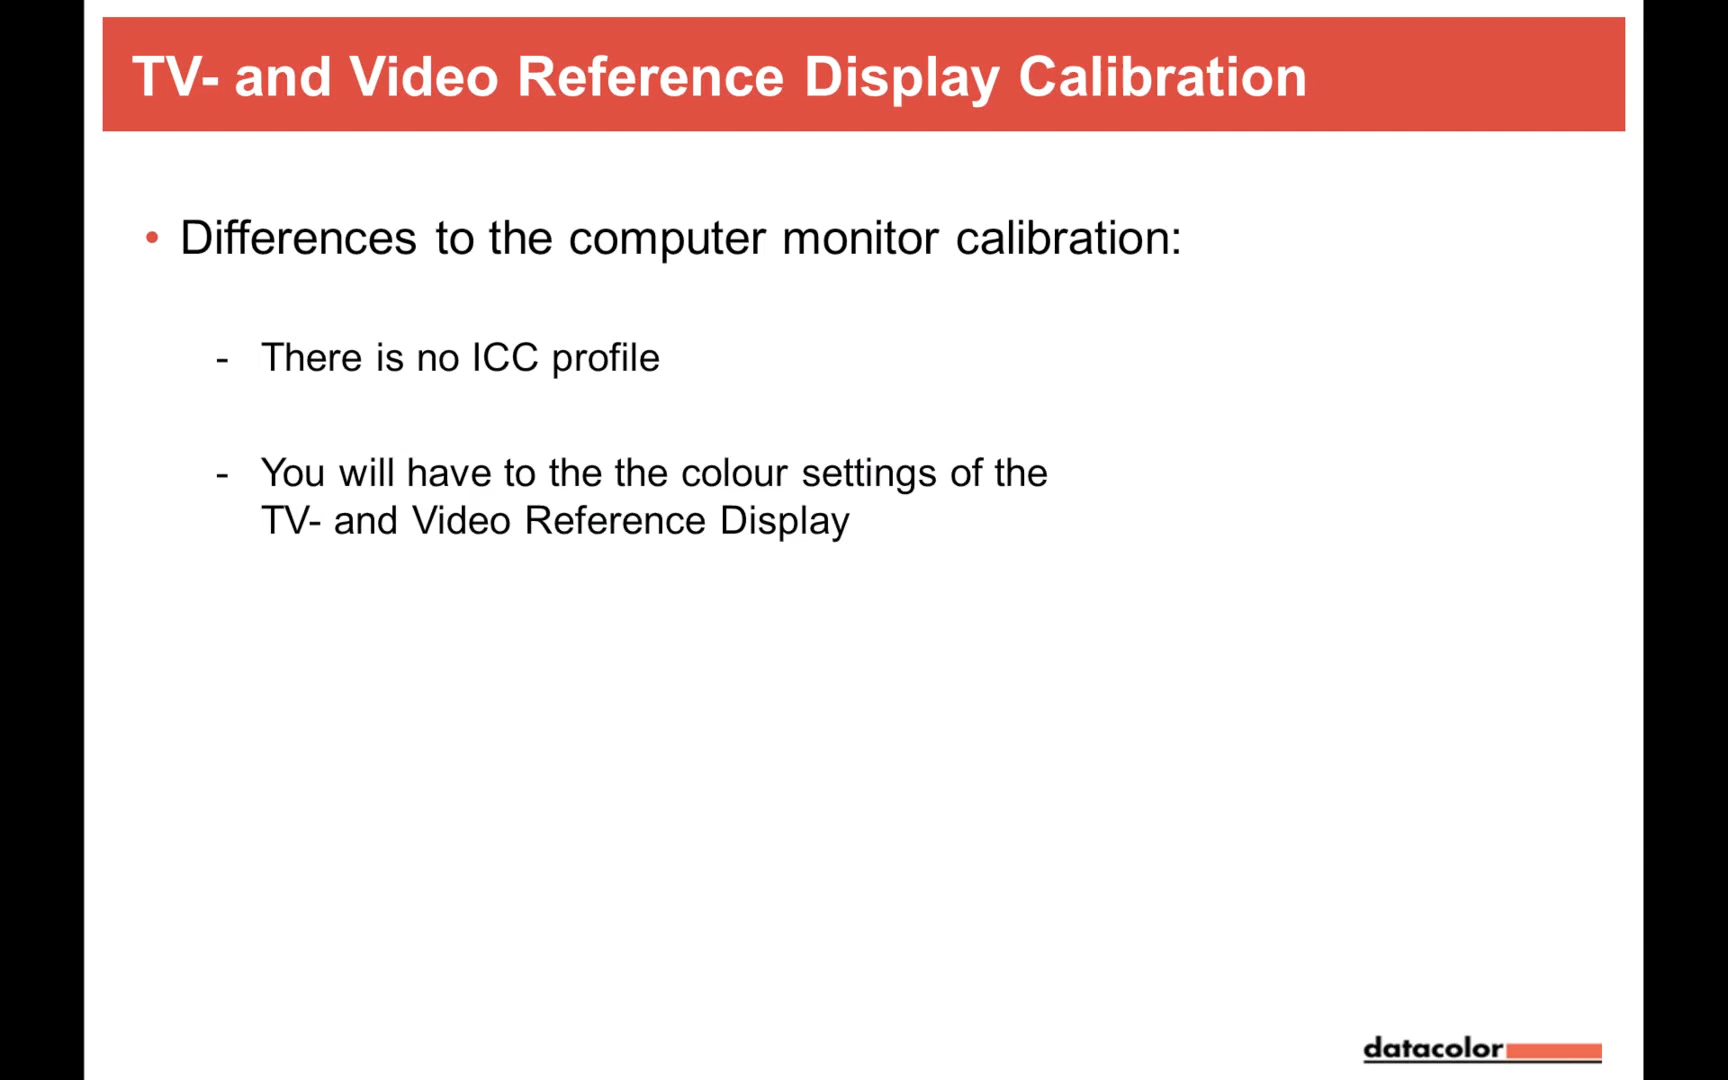 TV- and Video Reference Display Calibration
• Differences to the computer monitor calibration:
- There is no ICC profile
- You will have to the the colour settings of the
TV- and Video Reference Display
datacolor